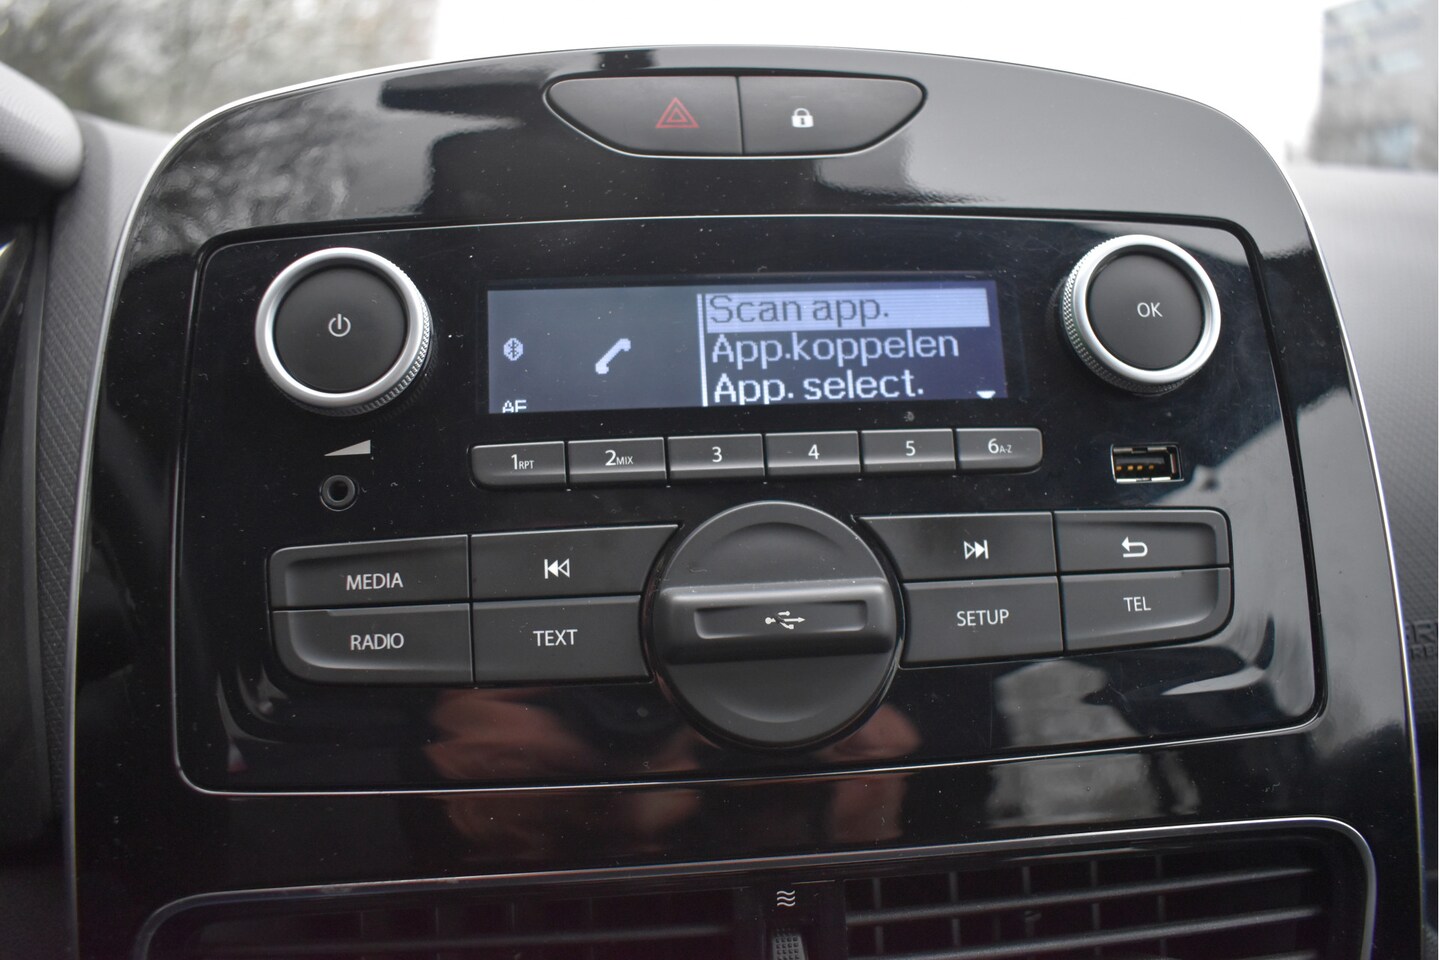 Scan app.
App.koppelen
App. select.
AF
OK
1RPT
2MIX
3
4
5
6A-Z
MEDIA
RADIO
TEXT
SETUP
TEL